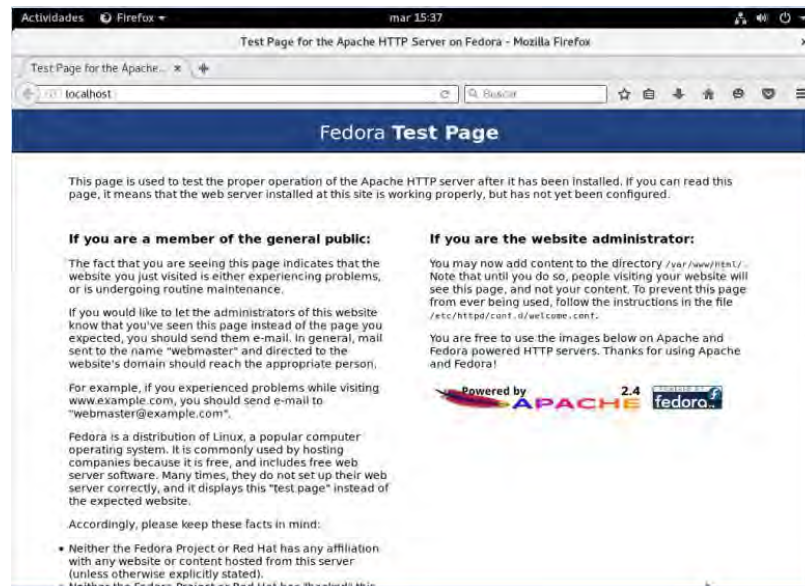 Actividades Firefox mar 15:37
Test Page for the Apache HTTP Server on Fedora - Mozilla Firefox
Test Page for the Apache...
localhost
Buscar
Fedora Test Page
This page is used to test the proper operation of the Apache HTTP server after it has been installed. If you can read this
page, it means that the web server installed at this site is working properly, but has not yet been configured.
If you are a member of the general public:
The fact that you are seeing this page indicates that the
website you just visited is either experiencing problems,
or is undergoing routine maintenance.
If you would like to let the administrators of this website
know that you've seen this page instead of the page you
expected, you should send them e-mail. In general, mail
sent to the name "webmaster" and directed to the
website's domain should reach the appropriate person.
For example, if you experienced problems while visiting
www.example.com, you should send e-mail to
"webmaster@example.com".
Fedora is a distribution of Linux, a popular computer
operating system. It is commonly used by hosting
companies because it is free, and includes free web
server software. Many times, they do not set up their web
server correctly, and it displays this "test page" instead of
the expected website.
Accordingly, please keep these facts in mind:
• Neither the Fedora Project or Red Hat has any affiliation
with any website or content hosted from this server
(unless otherwise explicitly stated).
If you are the website administrator:
You may now add content to the directory /var/www/html/.
Note that until you do so, people visiting your website will
see this page, and not your content. To prevent this page
from ever being used, follow the instructions in the file
/etc/httpd/conf.d/welcome.conf.
You are free to use the images below on Apache and
Fedora powered HTTP servers. Thanks for using Apache
and Fedora!
Powered by 2.4
APACHE
fedora